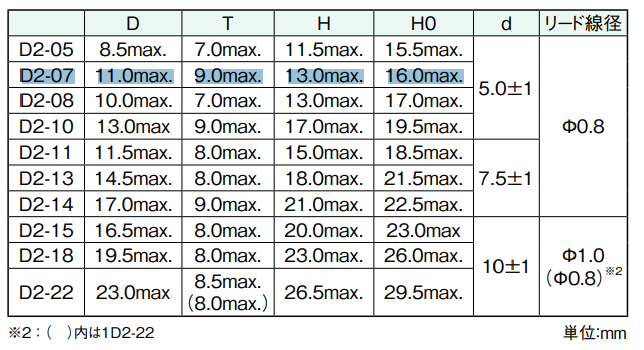 D T H H0 d リード線径
D2-05 8.5max. 7.0max. 11.5max. 15.5max. 5.0±1 Φ0.8
D2-07 11.0max. 9.0max. 13.0max. 16.0max.
D2-08 10.0max. 7.0max. 13.0max. 17.0max.
D2-10 13.0max 9.0max. 17.0max. 19.5max.
D2-11 11.5max. 8.0max. 15.0max. 18.5max. 7.5±1
D2-13 14.5max. 8.0max. 18.0max. 21.5max.
D2-14 17.0max. 9.0max. 21.0max. 22.5max.
D2-15 16.5max. 8.0max. 20.0max. 23.0max 10±1 Φ1.0
D2-18 19.5max. 8.0max. 23.0max. 26.0max. (Φ0.8)※2
D2-22 23.0max 8.5max. 26.5max. 29.5max.
(8.0max.)
※2:( )内は1D2-22 単位:mm